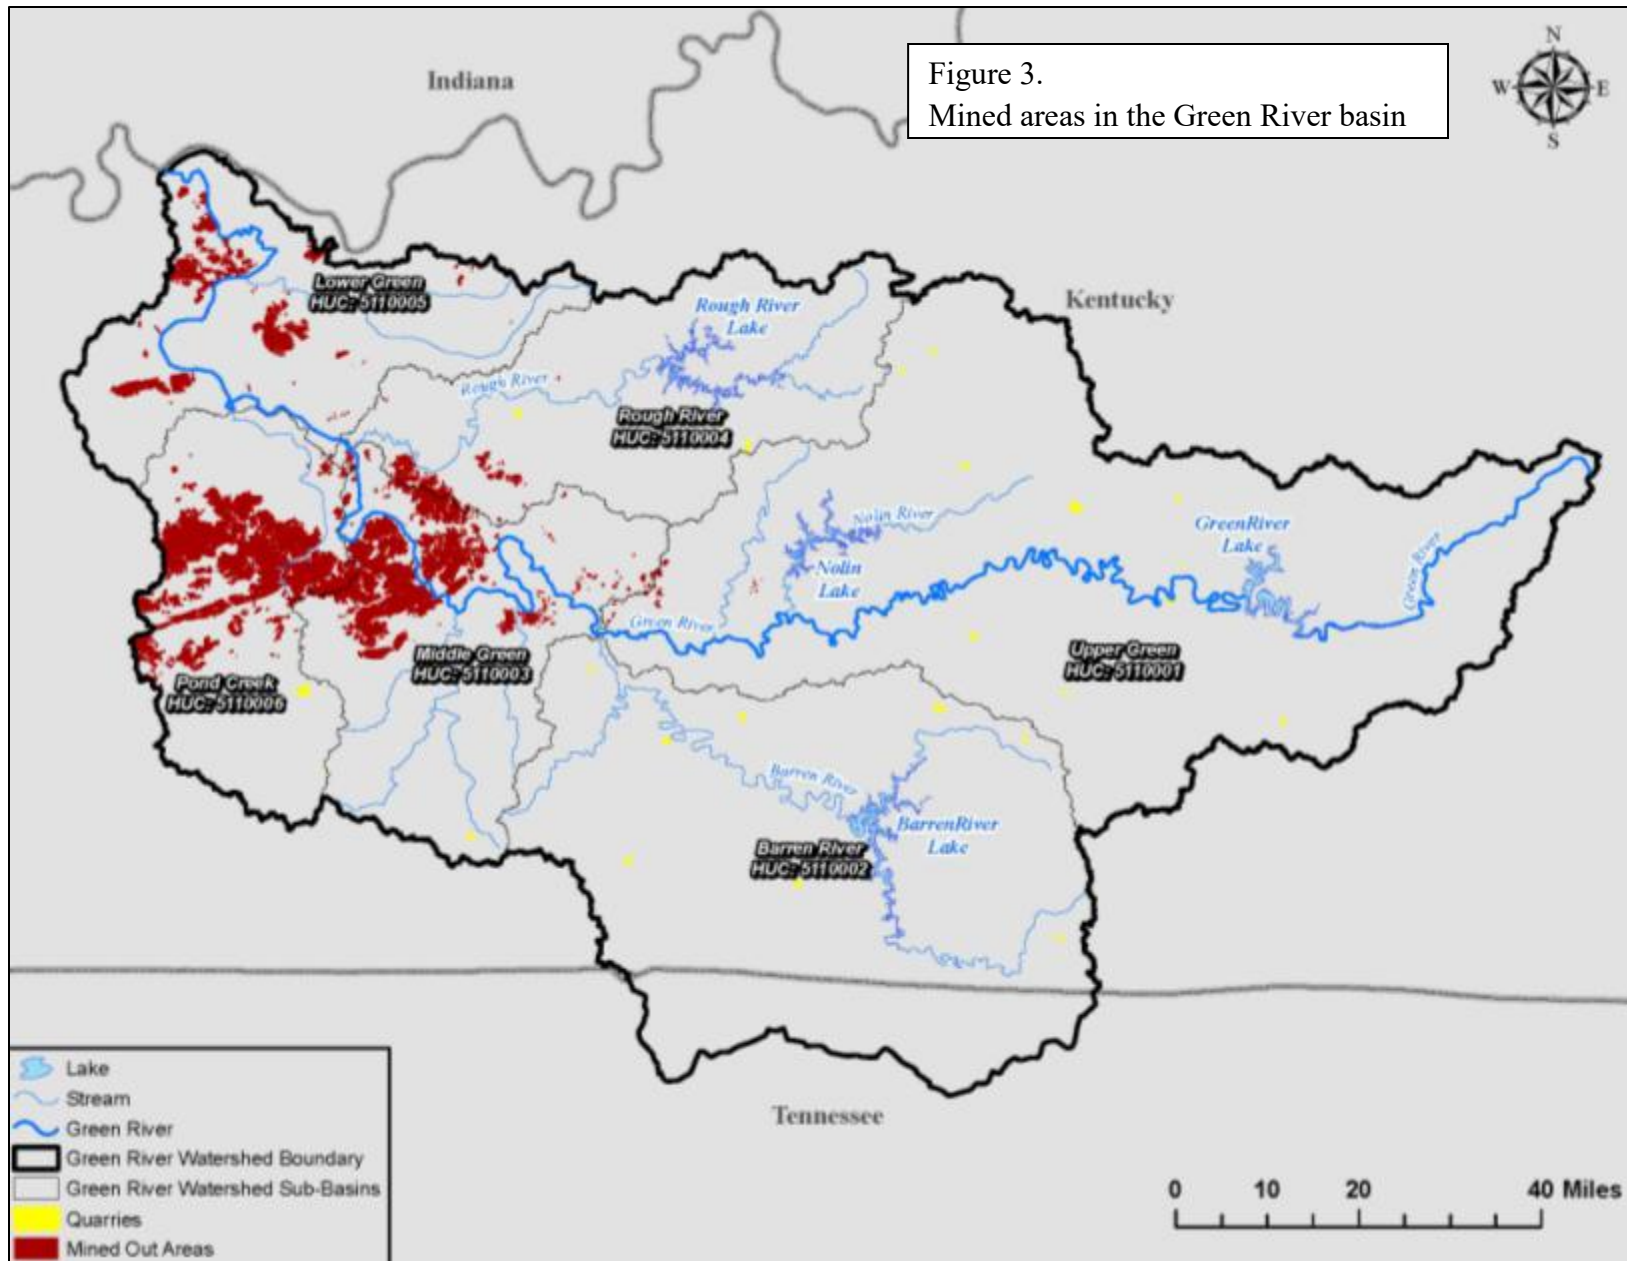 Figure 3.
Mined areas in the Green River basin
N
W
E
S
Indiana
Kentucky
Lower Green
HUC: 5110005
Rough River
Lake
Rough River
Rough River
HUC: 5110004
Nolin River
Nolin
Lake
GreenRiver
Lake
Green River
Green River
Upper Green
HUC: 5110001
Middle Green
HUC: 5110003
Pond Creek
HUC: 5110006
Barren River
BarrenRiver
Lake
Barren River
HUC: 5110002
Tennessee
Lake
Stream
Green River
Green River Watershed Boundary
Green River Watershed Sub-Basins
Quarries
Mined Out Areas
0 10 20 40 Miles